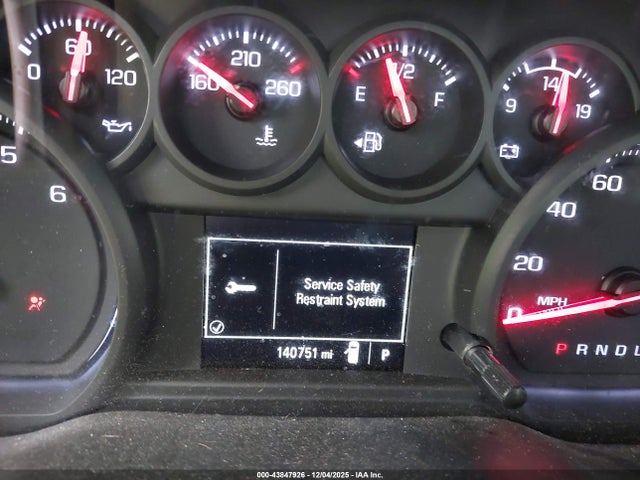 0 60 120
160 210 260
E 1/2 F
9 14 19
5 6
0 20 40 60
MPH
Service Safety
Restraint System
140751 mi P
P R N D L
000-43847926 - 12/04/2025 - IAA Inc.